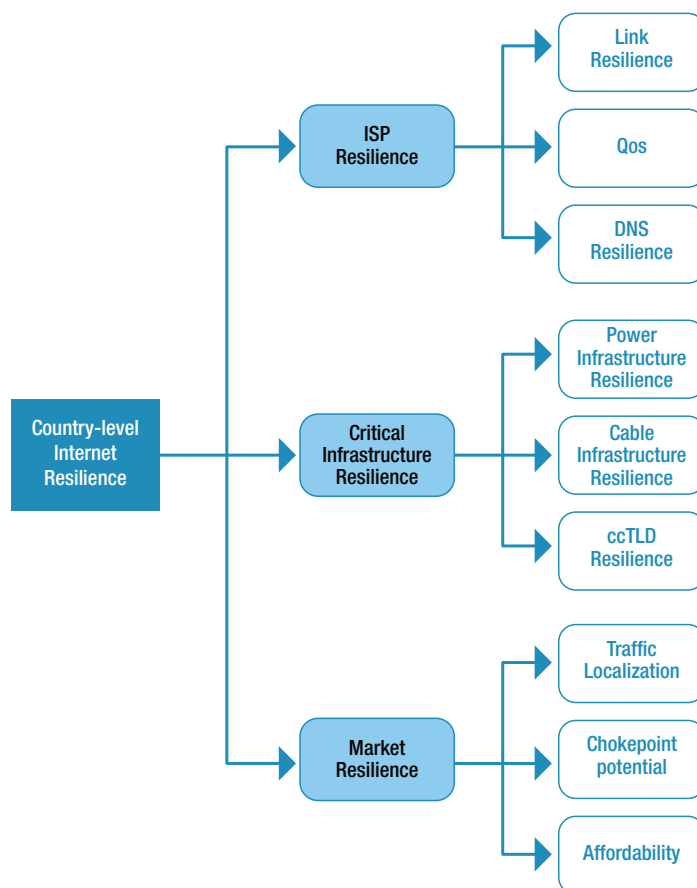 Link
Resilience
ISP
Resilience
Qos
DNS
Resilience
Power
Infrastructure
Resilience
Country-level
Internet
Resilience
Critical
Infrastructure
Resilience
Cable
Infrastructure
Resilience
ccTLD
Resilience
Traffic
Localization
Market
Resilience
Chokepoint
potential
Affordability